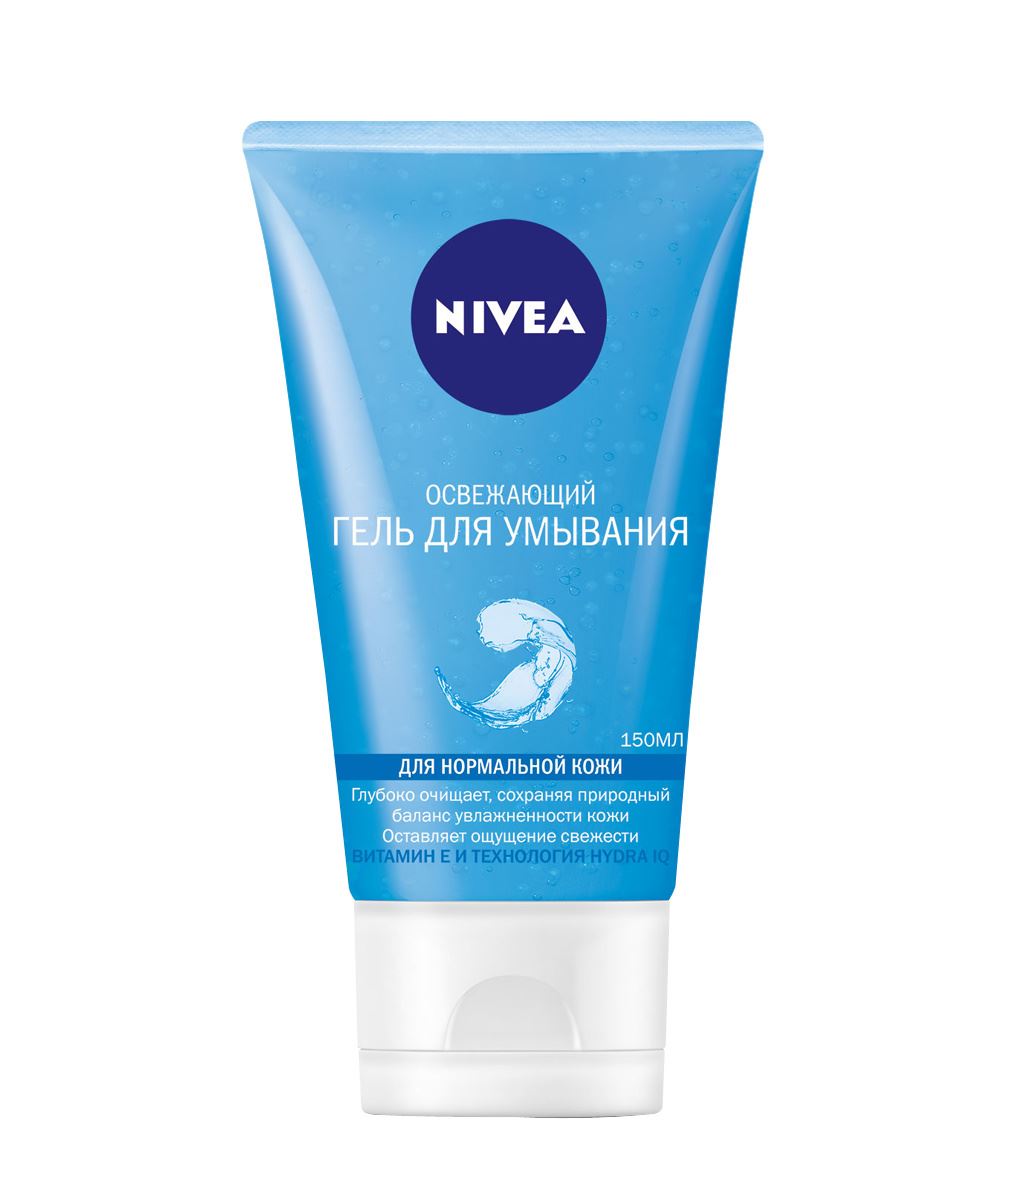 NIVEA
ОСВЕЖАЮЩИЙ
ГЕЛЬ ДЛЯ УМЫВАНИЯ
150МЛ
ДЛЯ НОРМАЛЬНОЙ КОЖИ
Глубоко очищает, сохраняя природный
баланс увлажненности кожи
Оставляет ощущение свежести
ВИТАМИН Е И ТЕХНОЛОГИЯ HYDRA IQ